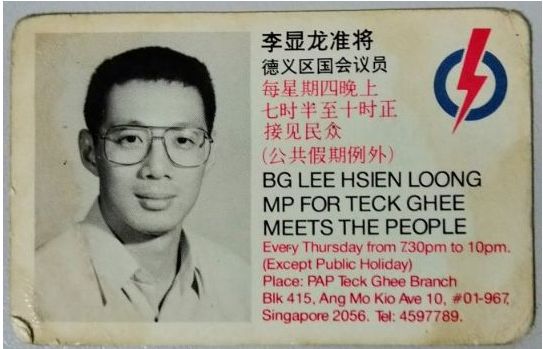 李显龙准将
德义区国会议员
每星期四晚上
七时半至十时正
接见民众
(公共假期例外)
BG LEE HSIEN LOONG
MP FOR TECK GHEE
MEETS THE PEOPLE
Every Thursday from 7.30pm to 10pm.
(Except Public Holiday)
Place: PAP Teck Ghee Branch
Blk 415, Ang Mo Kio Ave 10, #01-967,
Singapore 2056. Tel: 4597789.